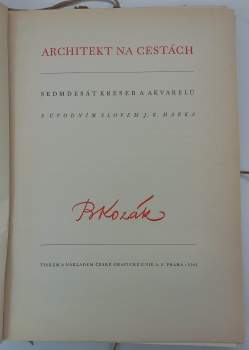 ARCHITEKT NA CESTÁCH
SEDMDESÁT KRESEB A AKVARELŮ
S ÚVODNÍM SLOVEM J. R. MARKA
BKozák
TISKEM A NÁKLADEM ČESKÉ GRAFICKÉ UNIE A. S. PRAHA